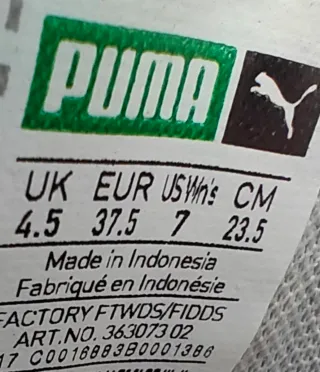 PUMA
UK EUR US Wn's CM
4.5 37.5 7 23.5
Made in Indonesia
Fabriqué en Indonésie
FACTORY FTWDS/FIDDS
ART.NO. 363073 02
17 C0016883B0001386